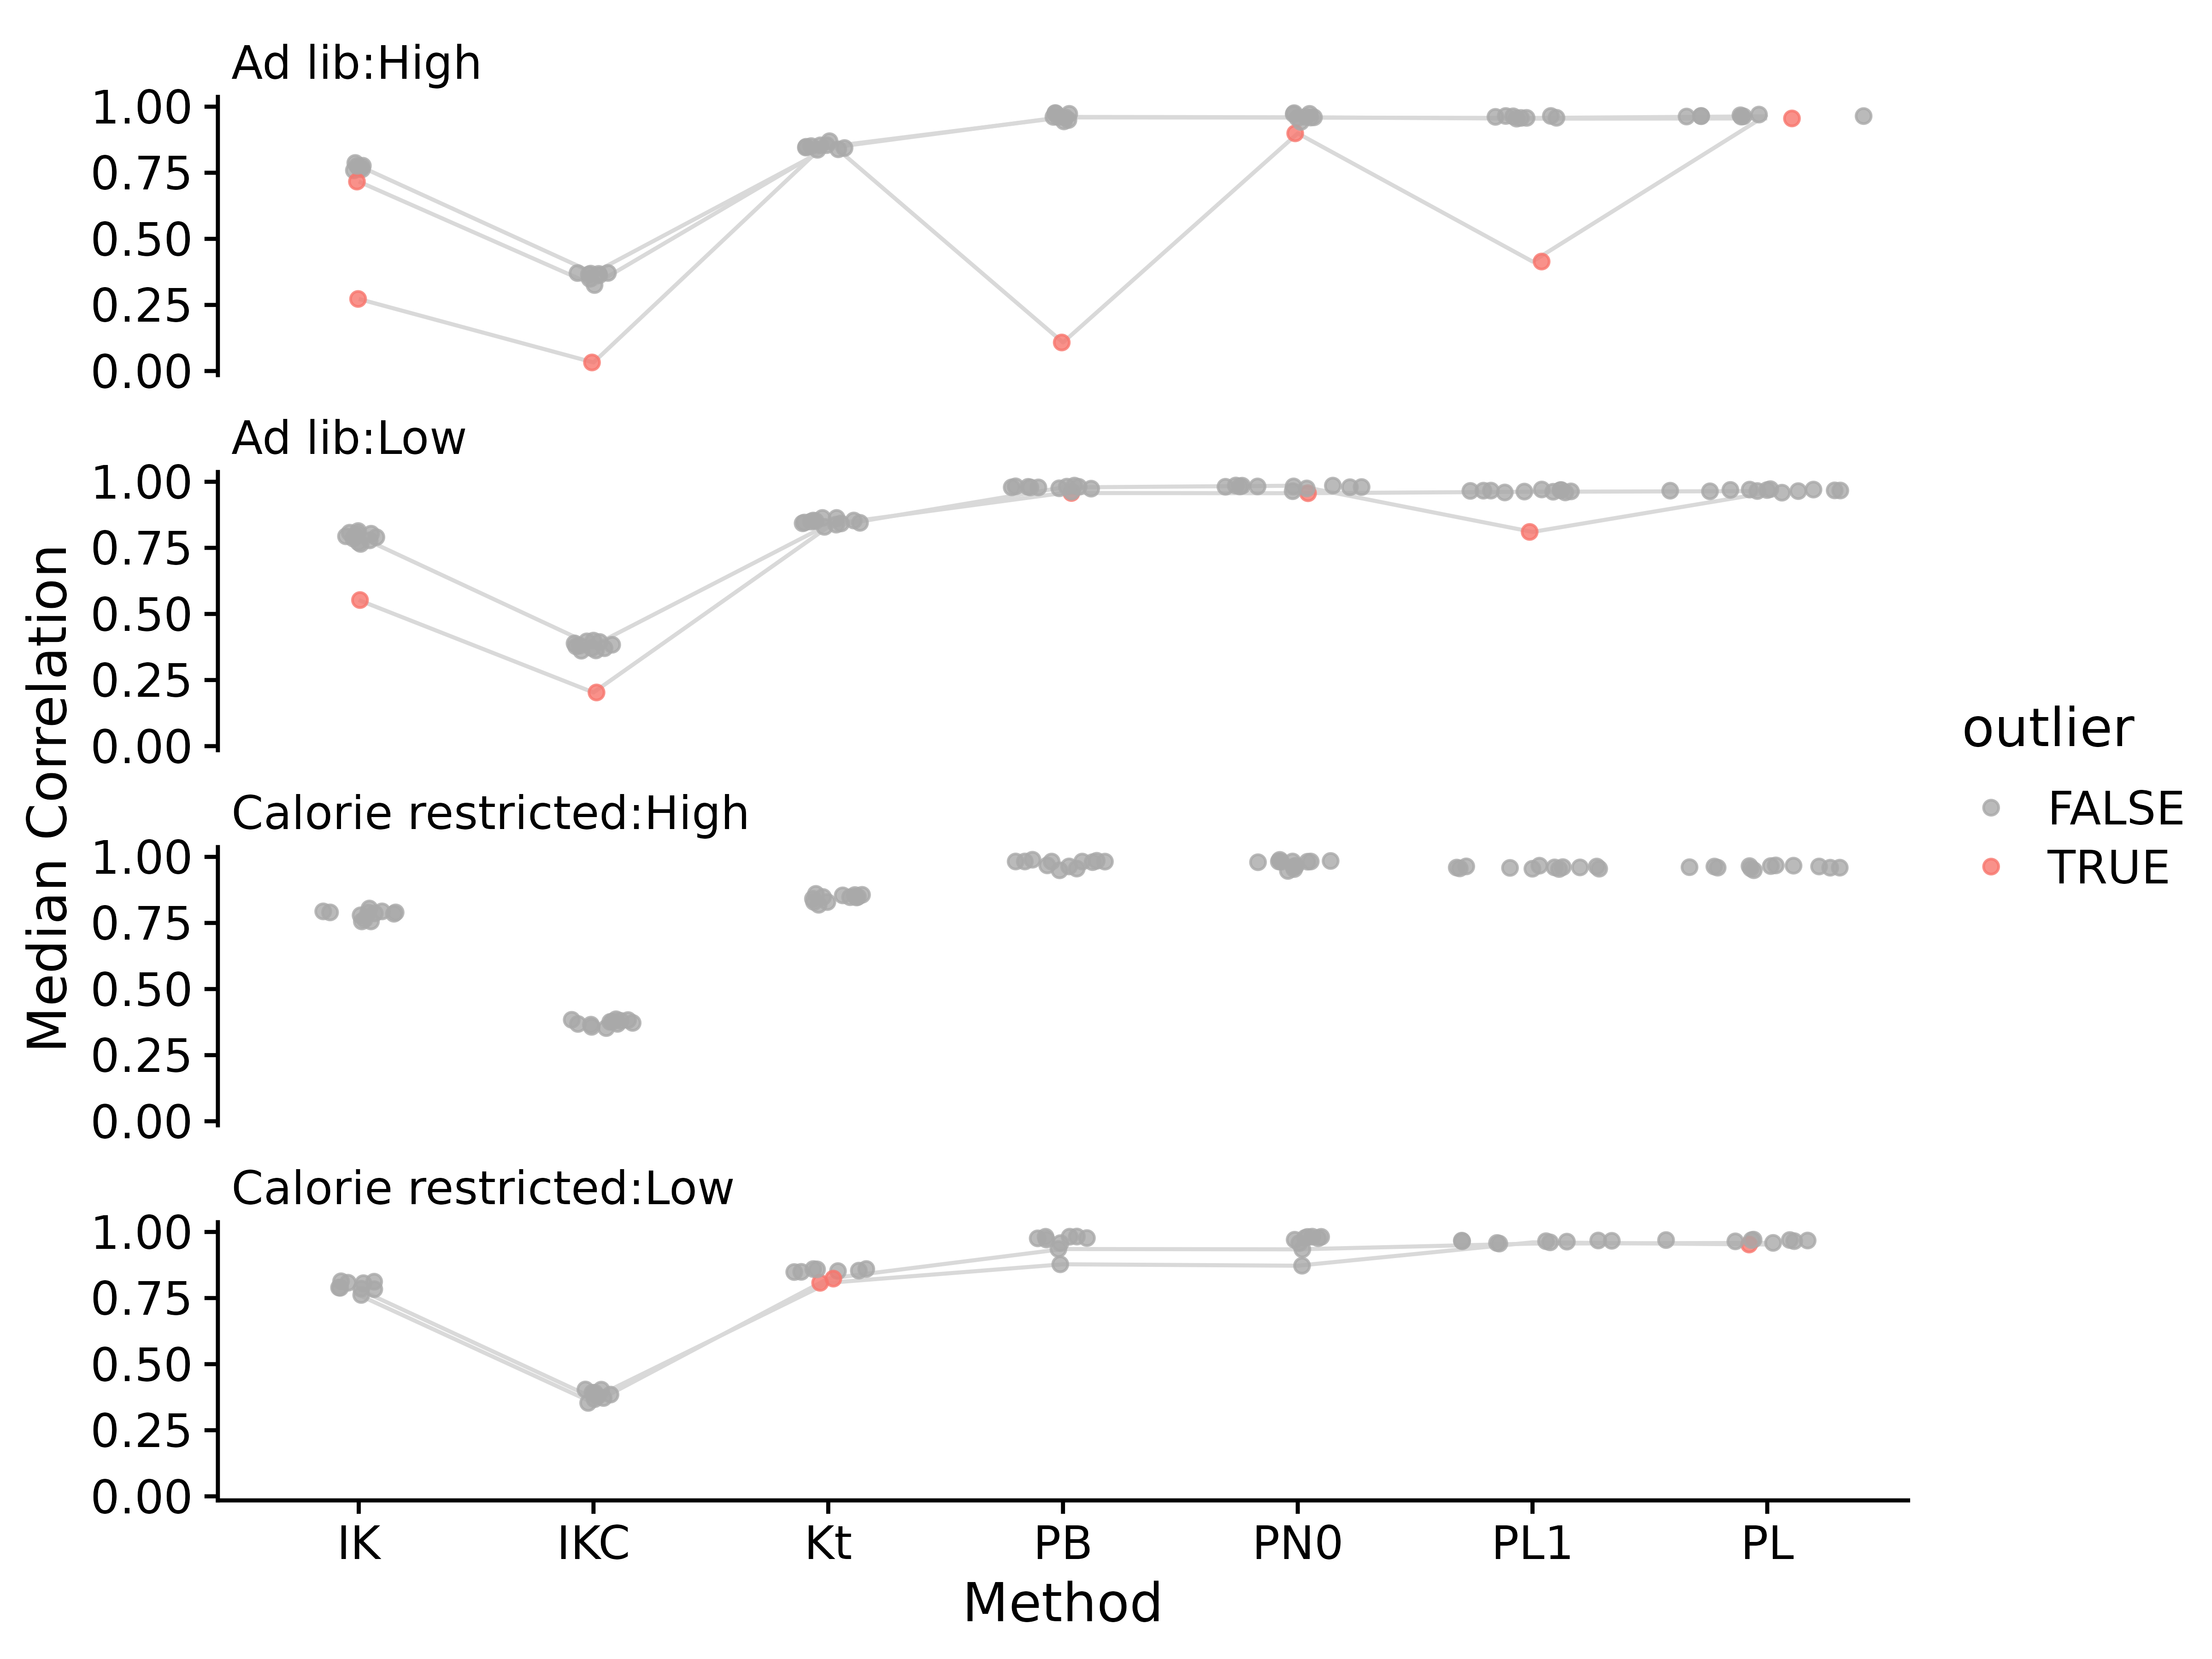 Ad lib:High
1.00
0.75
0.50
0.25
0.00
Ad lib:Low
1.00
0.75
0.50
0.25
0.00
Calorie restricted:High
1.00
0.75
0.50
0.25
0.00
Calorie restricted:Low
1.00
0.75
0.50
0.25
0.00
Median Correlation
IK IKC Kt PB PN0 PL1 PL
Method
outlier
FALSE
TRUE